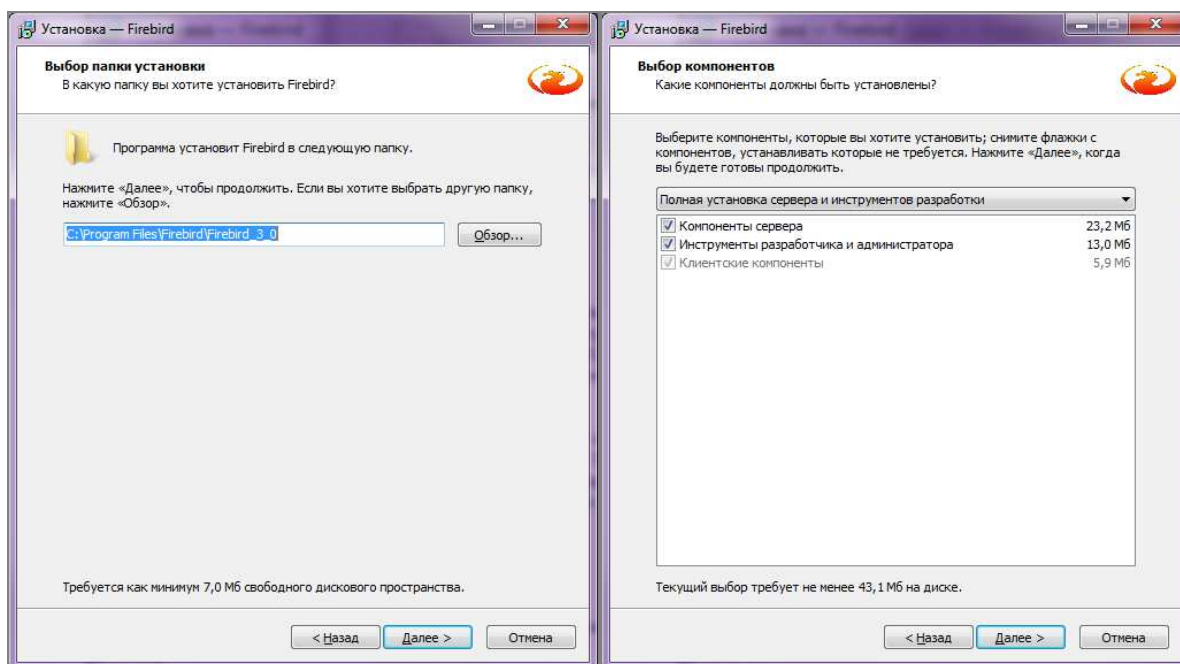 Установка — Firebird
Выбор папки установки
В какую папку вы хотите установить Firebird?
Программа установит Firebird в следующую папку.
Нажмите «Далее», чтобы продолжить. Если вы хотите выбрать другую папку,
нажмите «Обзор».
C:\Program Files\Firebird\Firebird_3_0
Обзор...
Требуется как минимум 7,0 Мб свободного дискового пространства.
< Назад
Далее >
Отмена
Установка — Firebird
Выбор компонентов
Какие компоненты должны быть установлены?
Выберите компоненты, которые вы хотите установить; снимите флажки с
компонентов, устанавливать которые не требуется. Нажмите «Далее», когда
вы будете готовы продолжить.
Полная установка сервера и инструментов разработки
Компоненты сервера 23,2 Мб
Инструменты разработчика и администратора 13,0 Мб
Клиентские компоненты 5,9 Мб
Текущий выбор требует не менее 43,1 Мб на диске.
< Назад
Далее >
Отмена